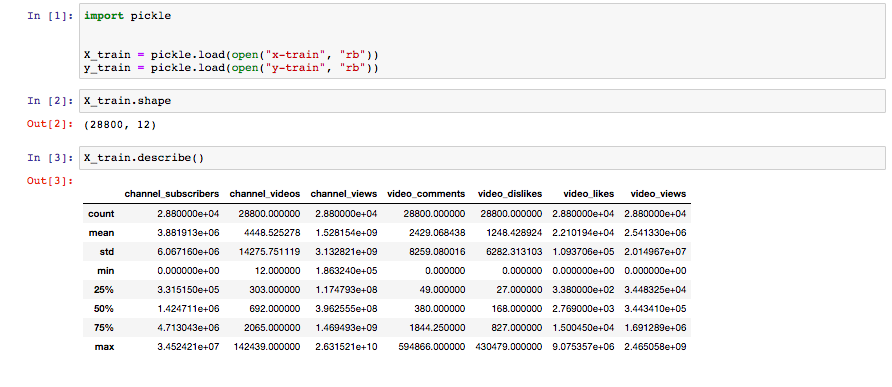 In [1]: import pickle
X_train = pickle.load(open("x-train", "rb"))
y_train = pickle.load(open("y-train", "rb"))
In [2]: X_train.shape
Out[2]: (28800, 12)
In [3]: X_train.describe()
Out[3]:
channel_subscribers channel_videos channel_views video_comments video_dislikes video_likes video_views
count 2.880000e+04 28800.000000 2.880000e+04 28800.000000 28800.000000 2.880000e+04 2.880000e+04
mean 3.881913e+06 4448.525278 1.528154e+09 2429.068438 1248.428924 2.210194e+04 2.541330e+06
std 6.067160e+06 14275.751119 3.132821e+09 8259.080016 6282.313103 1.093706e+05 2.014967e+07
min 0.000000e+00 12.000000 1.863240e+05 0.000000 0.000000 0.000000e+00 0.000000e+00
25% 3.315150e+05 303.000000 1.174793e+08 49.000000 27.000000 3.380000e+02 3.448325e+04
50% 1.424711e+06 692.000000 3.962555e+08 380.000000 168.000000 2.769000e+03 3.443410e+05
75% 4.713043e+06 2065.000000 1.469493e+09 1844.250000 827.000000 1.500450e+04 1.691289e+06
max 3.452421e+07 142439.000000 2.631521e+10 594866.000000 430479.000000 9.075357e+06 2.465058e+09